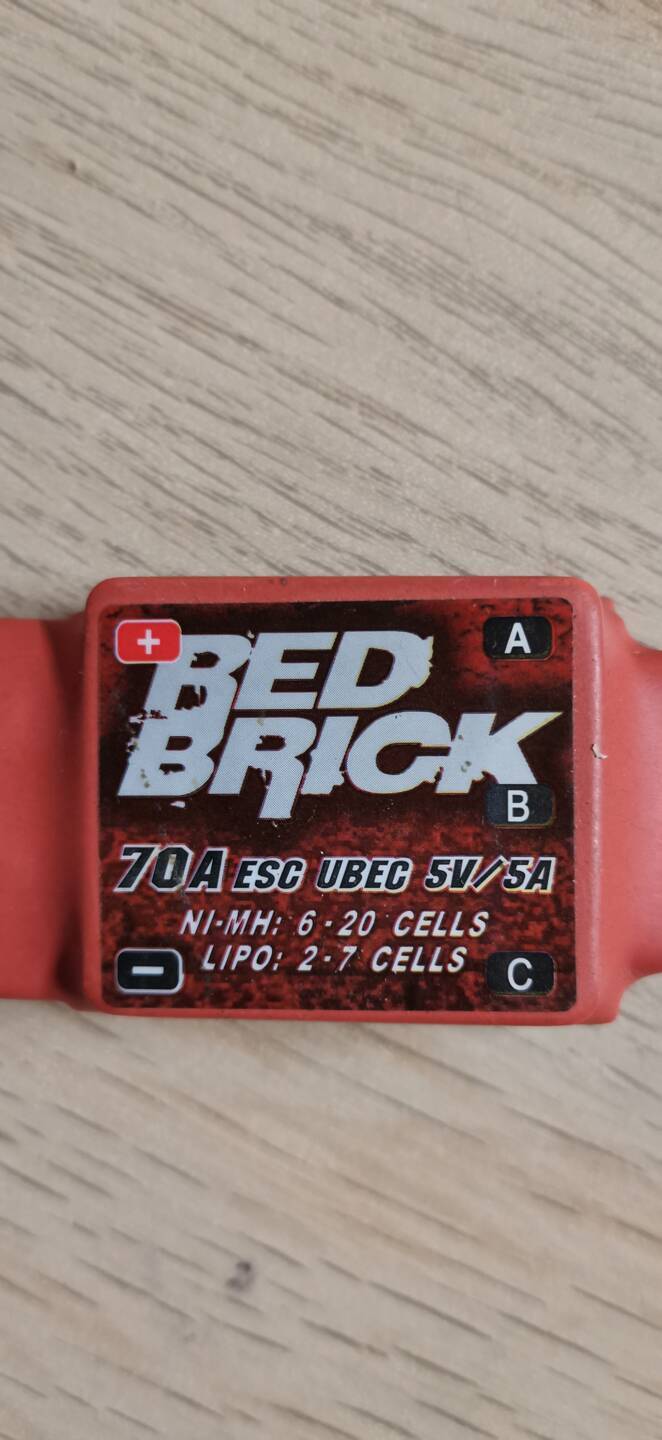 + RED A
BRICK
B
70A ESC UBEC 5V/5A
NI-MH: 6-20 CELLS
- LIPO: 2-7 CELLS C